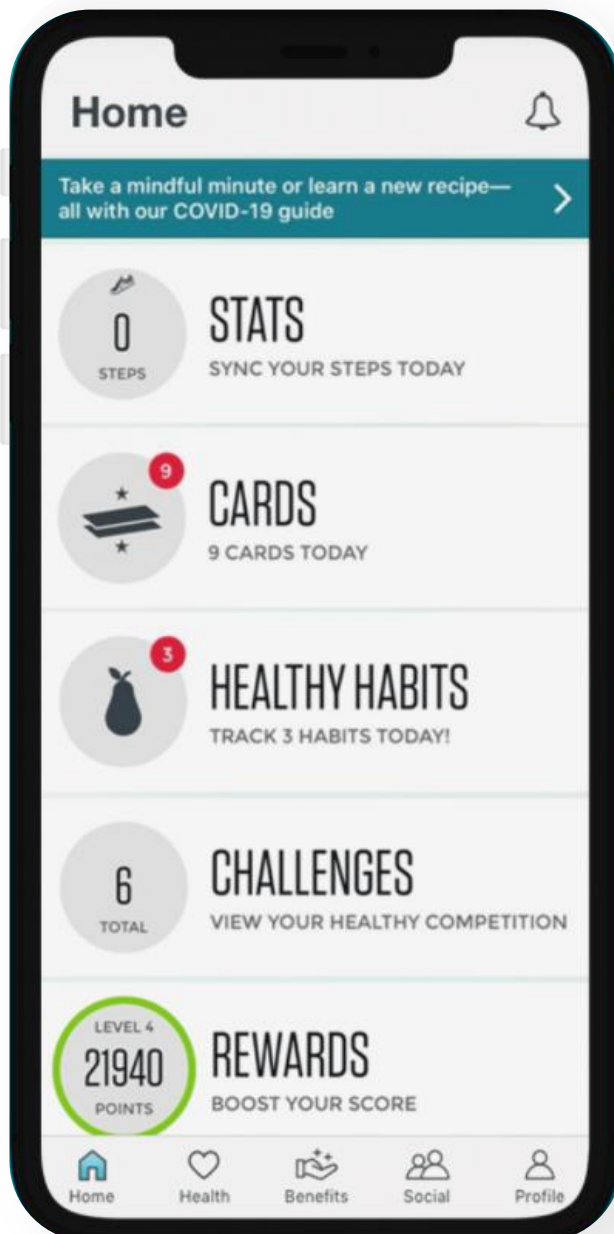 Home
Take a mindful minute or learn a new recipe—
all with our COVID-19 guide
0
STEPS
STATS
SYNC YOUR STEPS TODAY
9
CARDS
9 CARDS TODAY
3
HEALTHY HABITS
TRACK 3 HABITS TODAY!
6
TOTAL
CHALLENGES
VIEW YOUR HEALTHY COMPETITION
LEVEL 4
21940
POINTS
REWARDS
BOOST YOUR SCORE
Home Health Benefits Social Profile